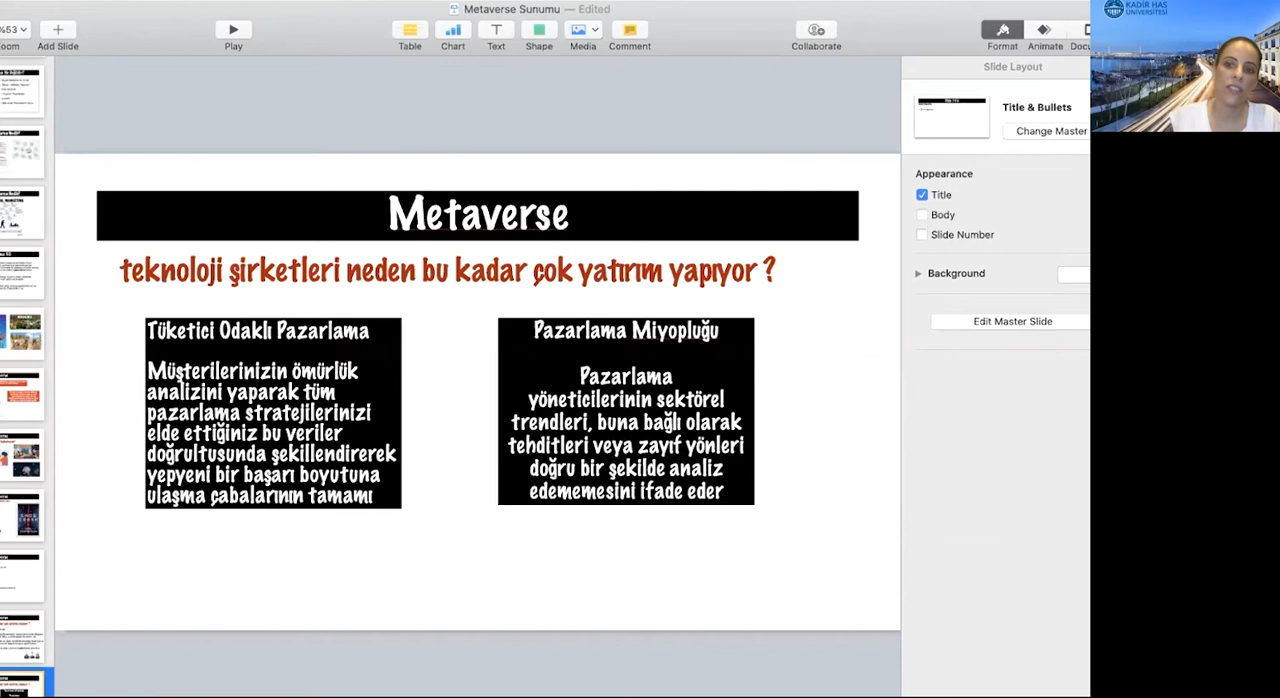 Metaverse Sunumu — Edited
%53
Zoom
Add Slide
Play
Table
Chart
Text
Shape
Media
Comment
Collaborate
Format
Animate
KADİR HAS
ÜNİVERSİTESİ
Slide Layout
Title & Bullets
Change Master
Appearance
Title
Body
Slide Number
Background
Edit Master Slide
Metaverse
teknoloji şirketleri neden bu kadar çok yatırım yapıyor ?
Tüketici Odaklı Pazarlama
Müşterilerinizin ömürlük
analizini yaparak tüm
pazarlama stratejilerinizi
elde ettiğiniz bu veriler
doğrultusunda şekillendirerek
yepyeni bir başarı boyutuna
ulaşma çabalarının tamamı
Pazarlama Miyopluğu
Pazarlama
yöneticilerinin sektörel
trendleri, buna bağlı olarak
tehditleri veya zayıf yönleri
doğru bir şekilde analiz
edememesini ifade eder